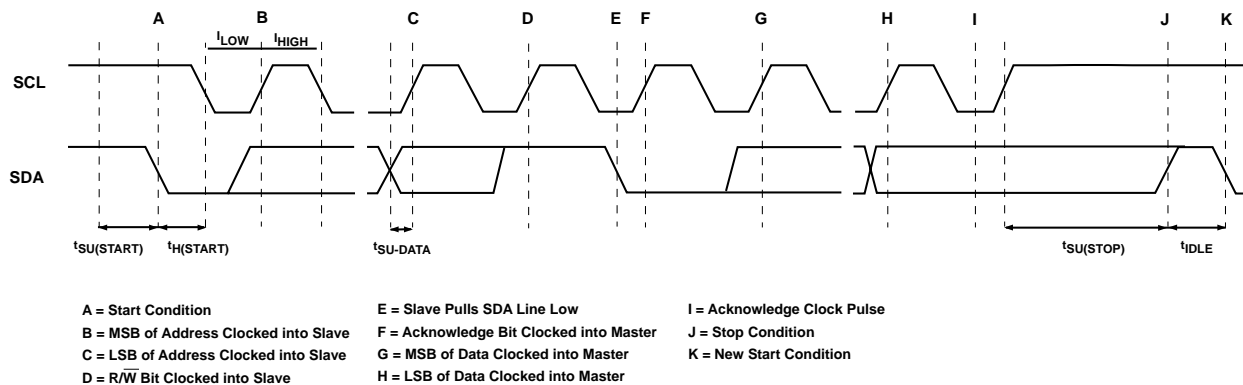 A B C D E F G H I J K
ILOW IHIGH
SCL
SDA
tSU(START) tH(START) tSU-DATA tSU(STOP) tIDLE
A = Start Condition
B = MSB of Address Clocked into Slave
C = LSB of Address Clocked into Slave
D = R/W̅ Bit Clocked into Slave
E = Slave Pulls SDA Line Low
F = Acknowledge Bit Clocked into Master
G = MSB of Data Clocked into Master
H = LSB of Data Clocked into Master
I = Acknowledge Clock Pulse
J = Stop Condition
K = New Start Condition